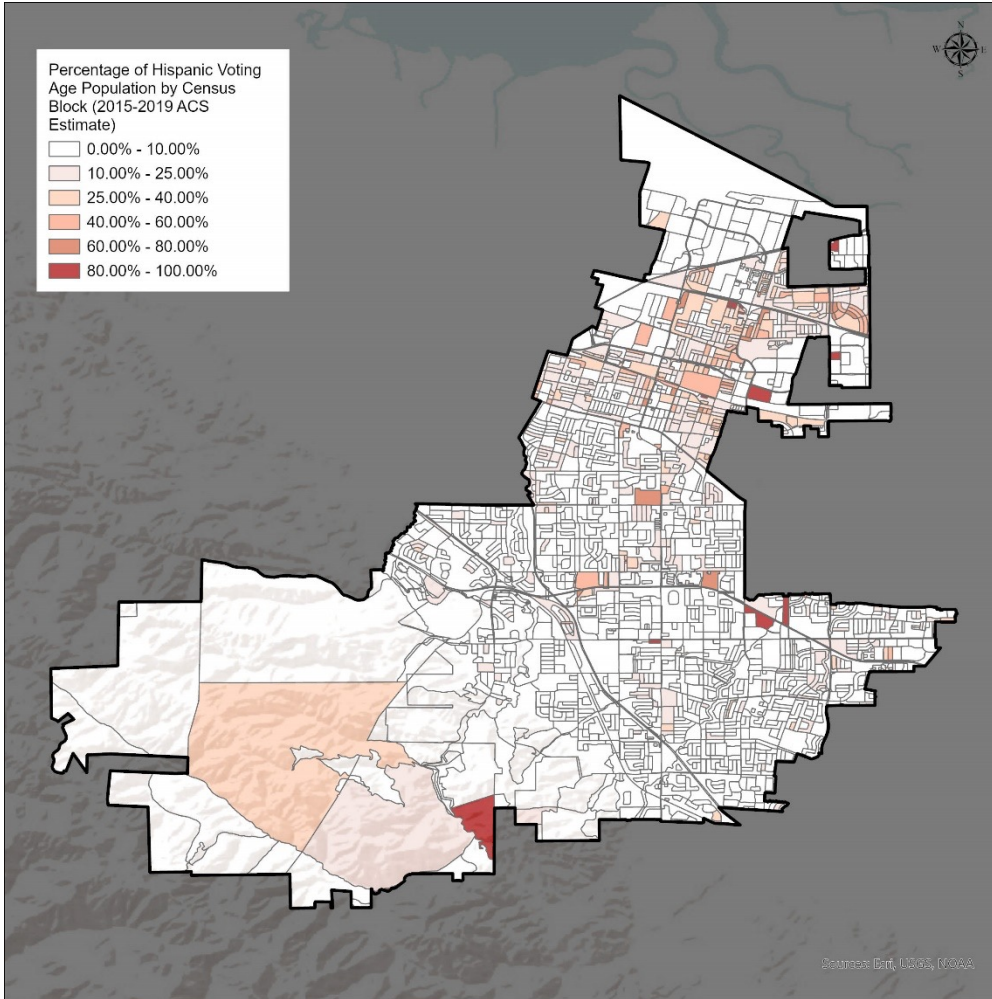 N
W E
S
Percentage of Hispanic Voting
Age Population by Census
Block (2015-2019 ACS
Estimate)
0.00% - 10.00%
10.00% - 25.00%
25.00% - 40.00%
40.00% - 60.00%
60.00% - 80.00%
80.00% - 100.00%
Sources: Esri, USGS, NOAA